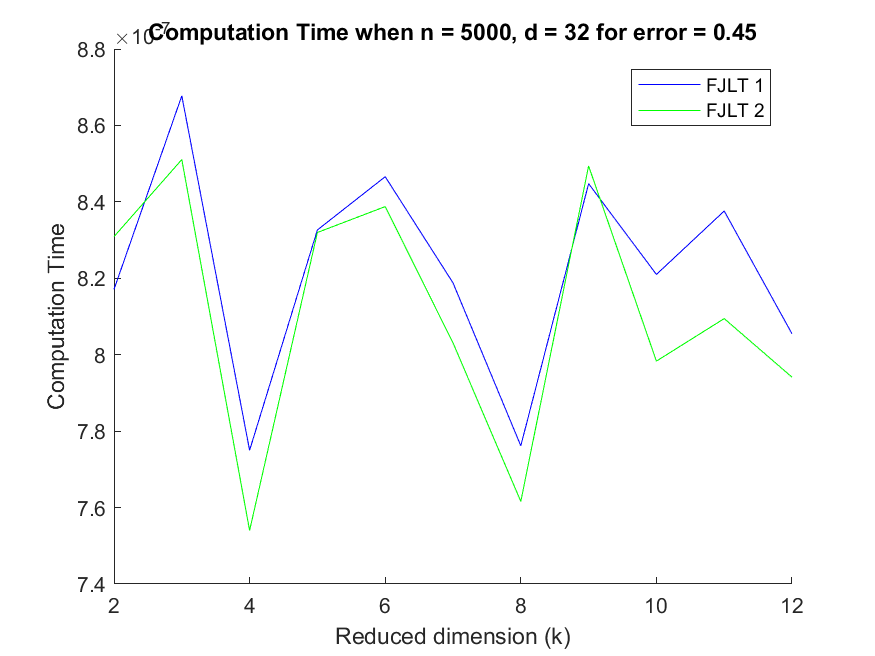 Computation Time when n = 5000, d = 32 for error = 0.45
×10-7
8.8
8.6
8.4
8.2
8
7.8
7.6
7.4
Computation Time
FJLT 1
FJLT 2
2 4 6 8 10 12
Reduced dimension (k)